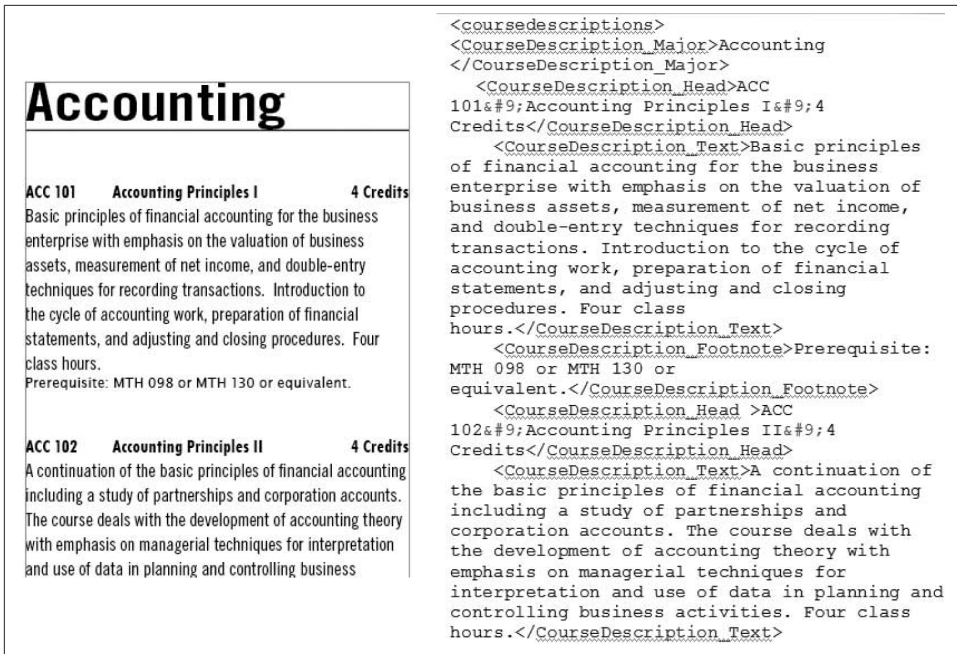 Accounting
ACC 101 Accounting Principles I 4 Credits
Basic principles of financial accounting for the business
enterprise with emphasis on the valuation of business
assets, measurement of net income, and double-entry
techniques for recording transactions. Introduction to
the cycle of accounting work, preparation of financial
statements, and adjusting and closing procedures. Four
class hours.
Prerequisite: MTH 098 or MTH 130 or equivalent.
ACC 102 Accounting Principles II 4 Credits
A continuation of the basic principles of financial accounting
including a study of partnerships and corporation accounts.
The course deals with the development of accounting theory
with emphasis on managerial techniques for interpretation
and use of data in planning and controlling business
<coursedescriptions>
<CourseDescription_Major>Accounting
</CourseDescription_Major>
<CourseDescription_Head>ACC
101&#9;Accounting Principles I&#9;4
Credits</CourseDescription_Head>
<CourseDescription_Text>Basic principles
of financial accounting for the business
enterprise with emphasis on the valuation of
business assets, measurement of net income,
and double-entry techniques for recording
transactions. Introduction to the cycle of
accounting work, preparation of financial
statements, and adjusting and closing
procedures. Four class
hours.</CourseDescription_Text>
<CourseDescription_Footnote>Prerequisite:
MTH 098 or MTH 130 or
equivalent.</CourseDescription_Footnote>
<CourseDescription_Head >ACC
102&#9;Accounting Principles II&#9;4
Credits</CourseDescription_Head>
<CourseDescription_Text>A continuation of
the basic principles of financial accounting
including a study of partnerships and
corporation accounts. The course deals with
the development of accounting theory with
emphasis on managerial techniques for
interpretation and use of data in planning and
controlling business activities. Four class
hours.</CourseDescription_Text>